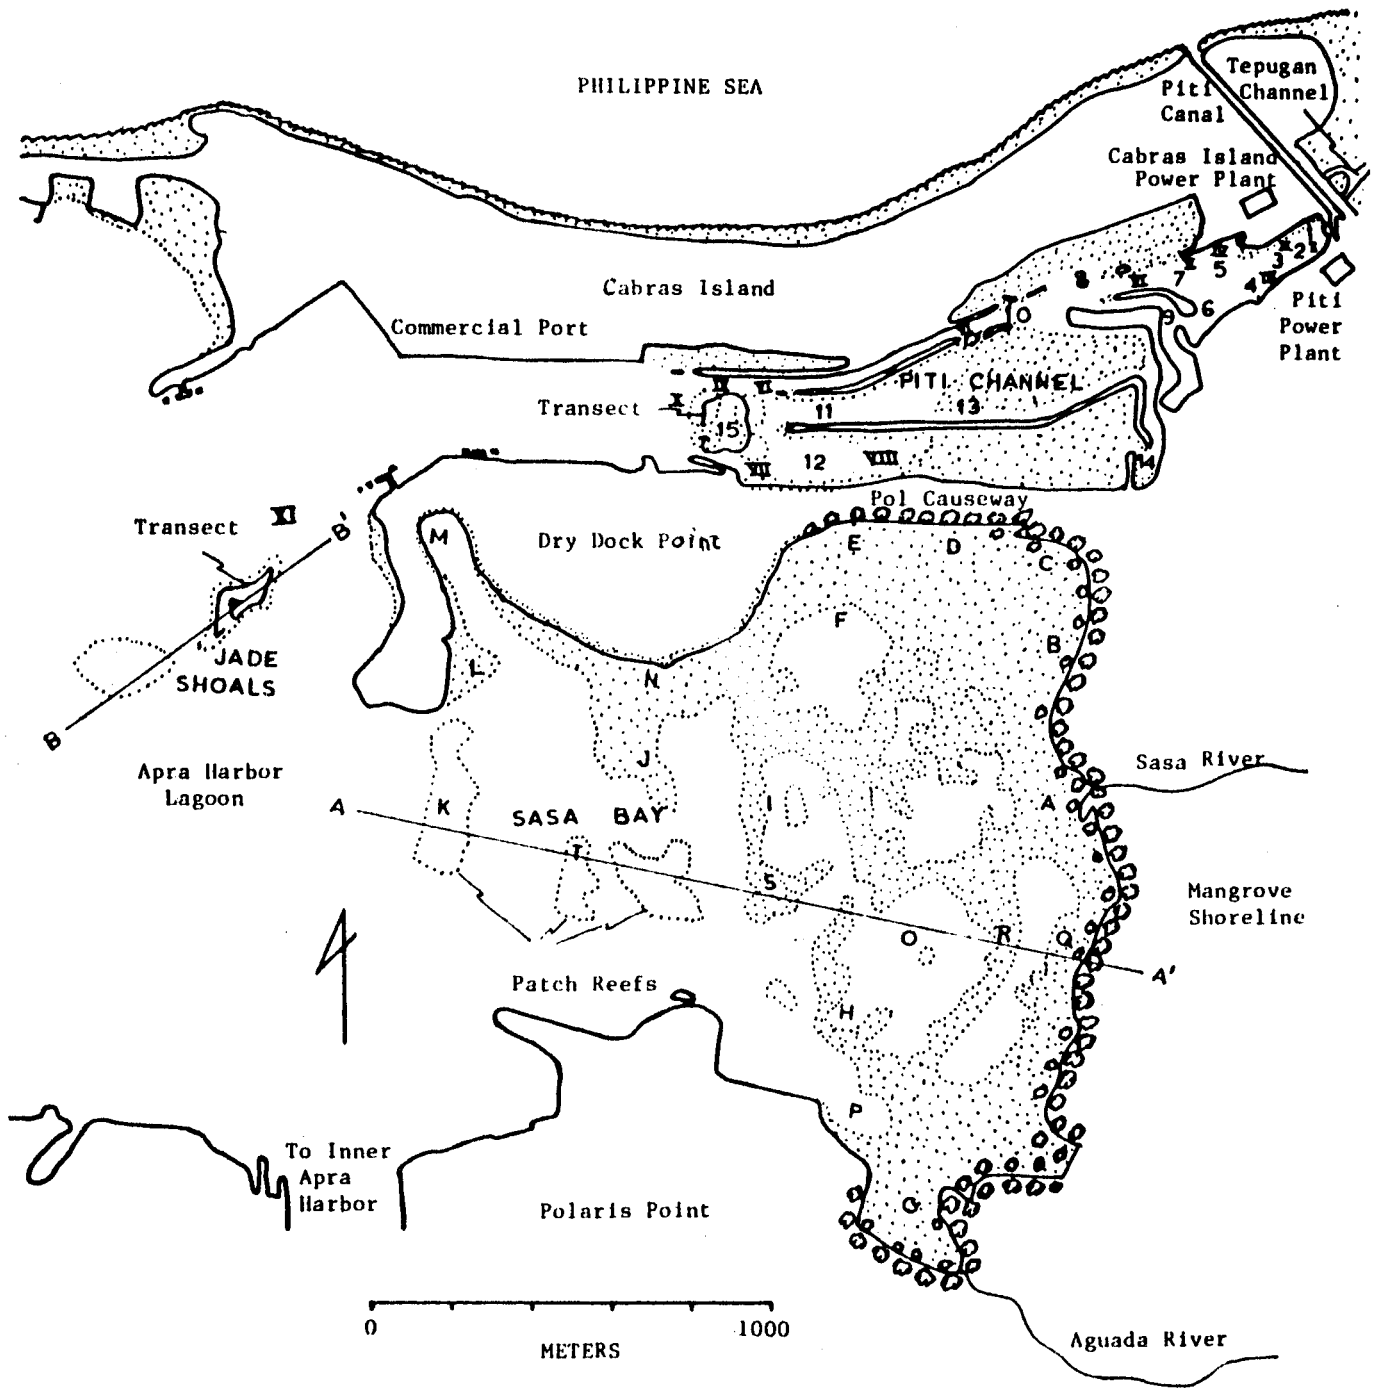 PHILIPPINE SEA
Tepugan
Channel
Piti
Canal
Cabras Island
Power Plant
Cabras Island
Commercial Port
Piti
Power
Plant
1
2
3
4
5
6
7
8
9
10
PITI CHANNEL
VI
Transect
X
11
13
15
12
VII
VIII
14
Pol Causeway
XI
Transect
B'
M
Dry Dock Point
E
D
C
F
B
JADE
SHOALS
L
N
B
J
Sasa River
Apra Harbor
Lagoon
A
K
SASA BAY
I
A
T
S
Mangrove
Shoreline
O
R
Q
A'
Patch Reefs
H
P
To Inner
Apra
Harbor
Polaris Point
G
0
1000
METERS
Aguada River